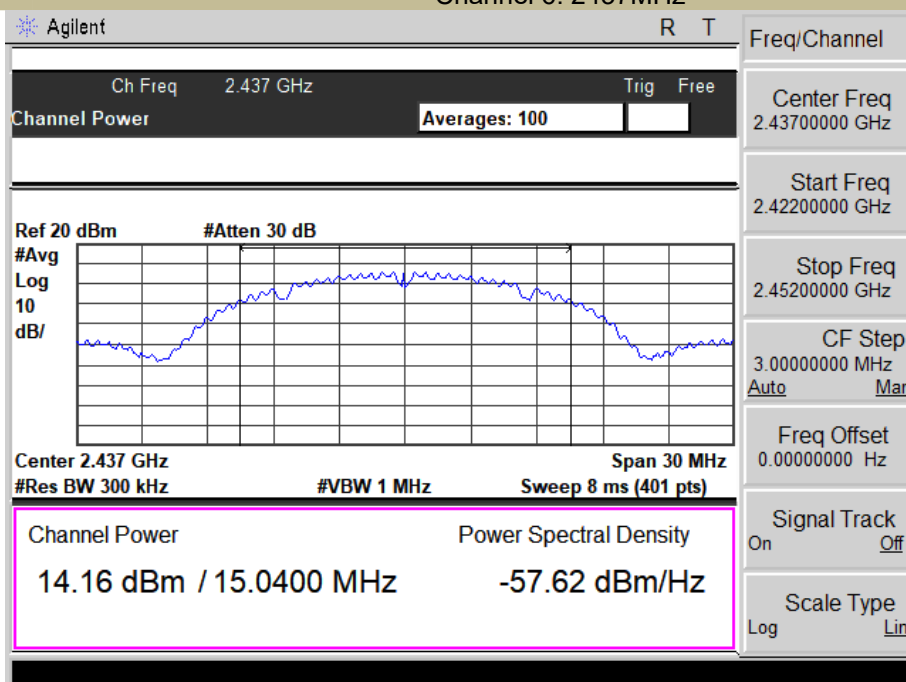 Agilent
R T
Ch Freq 2.437 GHz Trig Free
Channel Power Averages: 100
Ref 20 dBm #Atten 30 dB
#Avg
Log
10
dB/
Center 2.437 GHz Span 30 MHz
#Res BW 300 kHz #VBW 1 MHz Sweep 8 ms (401 pts)
Channel Power Power Spectral Density
14.16 dBm / 15.0400 MHz -57.62 dBm/Hz
Freq/Channel
Center Freq
2.43700000 GHz
Start Freq
2.42200000 GHz
Stop Freq
2.45200000 GHz
CF Step
3.00000000 MHz
Auto Man
Freq Offset
0.00000000 Hz
Signal Track
On Off
Scale Type
Log Lin